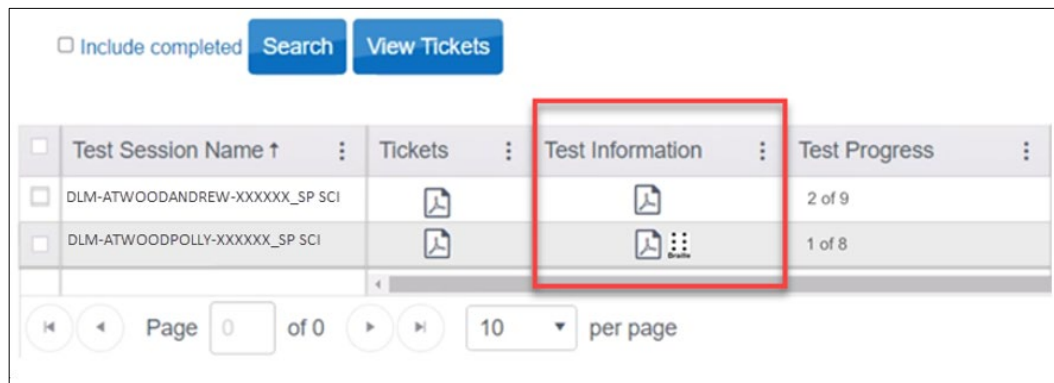 Include completed Search View Tickets
Test Session Name ↑ Tickets Test Information Test Progress
DLM-ATWOODANDREW-XXXXXX_SP SCI 2 of 9
DLM-ATWOODPOLLY-XXXXXX_SP SCI Braille 1 of 8
Page 0 of 0 10 per page